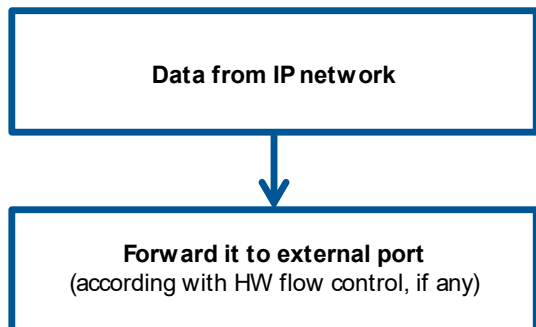 Data from IP network
Forward it to external port
(according with HW flow control, if any)